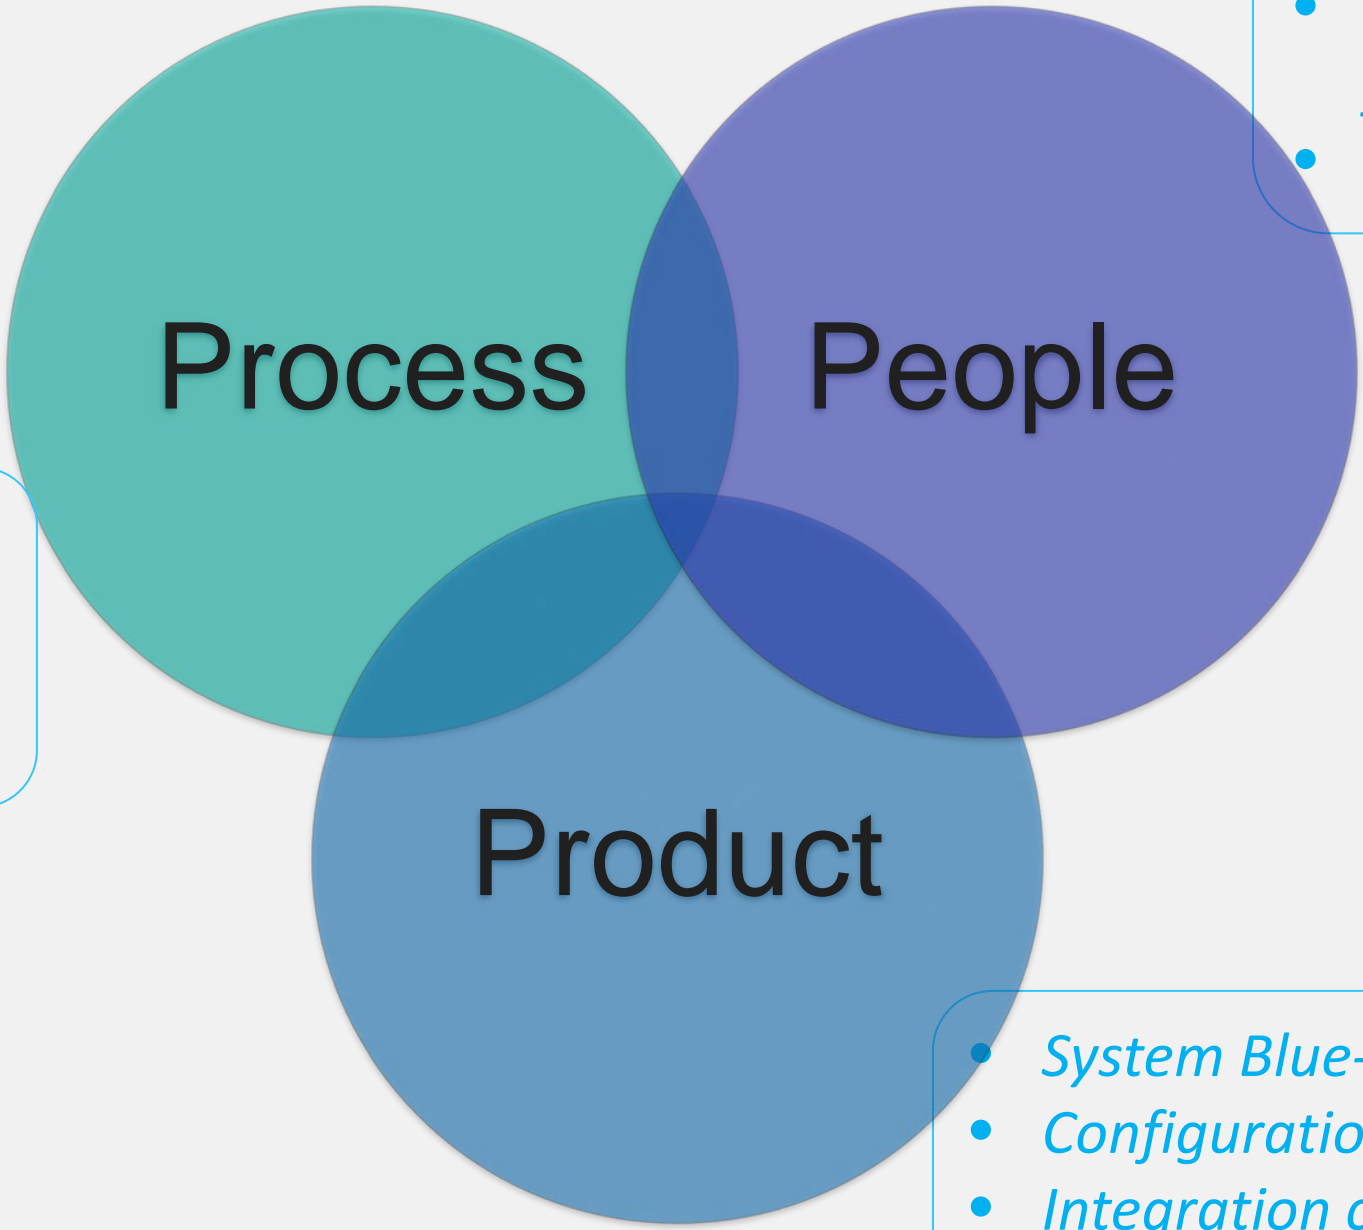 Process
People
Product
• System Blue-
• Configuratio
• Integration